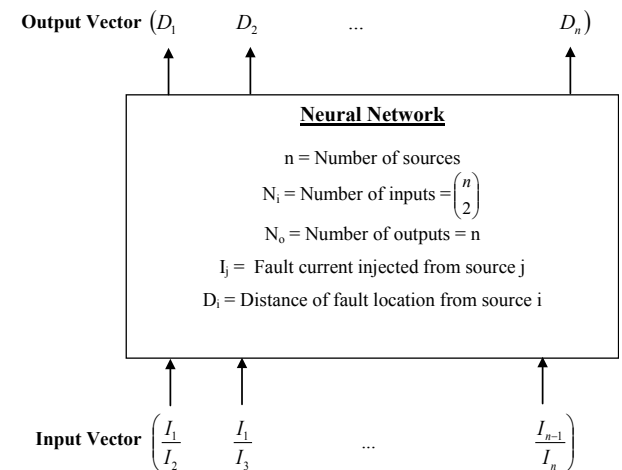 Output Vector (D₁ D₂ ... Dₙ)
Neural Network
n = Number of sources
Nᵢ = Number of inputs = (n 2)
Nₒ = Number of outputs = n
Iⱼ = Fault current injected from source j
Dᵢ = Distance of fault location from source i
Input Vector (I₁/I₂ I₁/I₃ ... Iₙ₋₁/Iₙ)